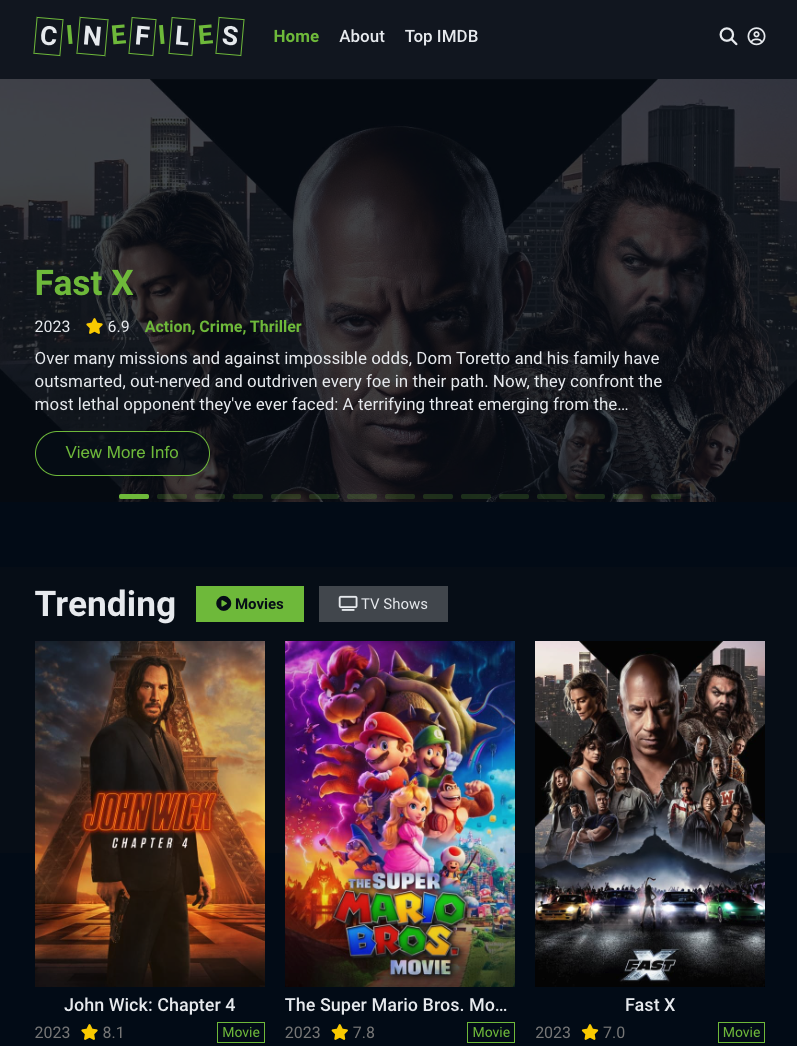 CINEFILES
Home About Top IMDB
Fast X
2023 6.9 Action, Crime, Thriller
Over many missions and against impossible odds, Dom Toretto and his family have
outsmarted, out-nerved and outdriven every foe in their path. Now, they confront the
most lethal opponent they've ever faced: A terrifying threat emerging from the…
View More Info
Trending Movies TV Shows
JOHN WICK
CHAPTER 4
THE SUPER
MARIO
BROS.
MOVIE
FAST X
John Wick: Chapter 4
2023 8.1 Movie
The Super Mario Bros. Mo…
2023 7.8 Movie
Fast X
2023 7.0 Movie